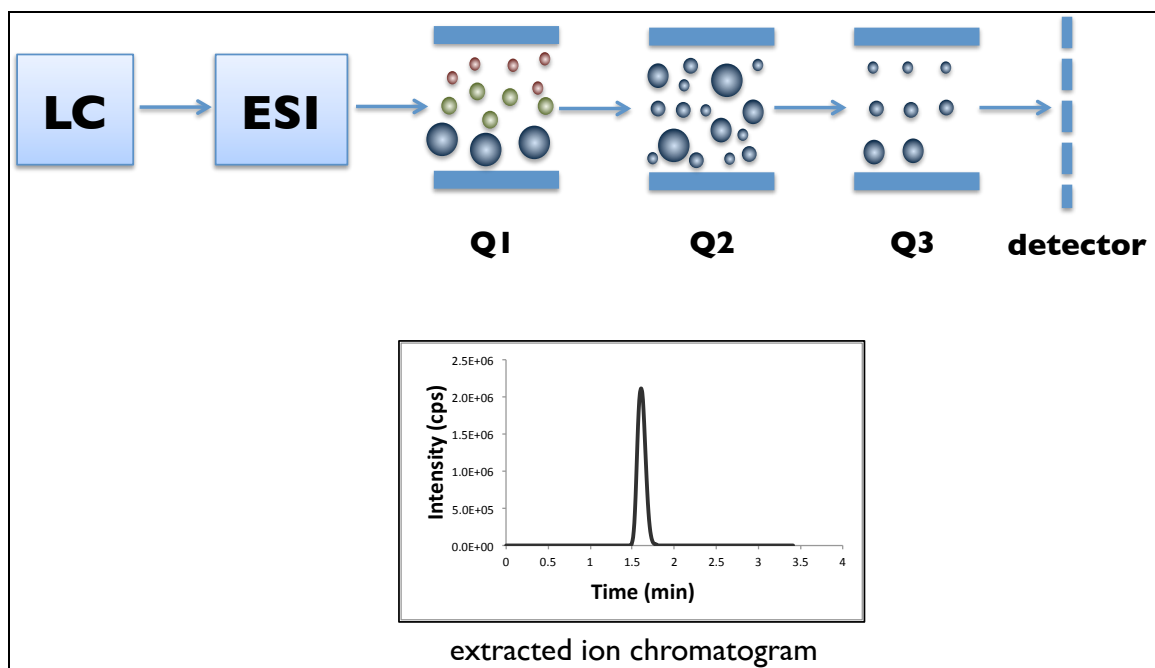 LC
ESI
Q1
Q2
Q3
detector
Intensity (cps)
2.5E+06
2.0E+06
1.5E+06
1.0E+06
5.0E+05
0.0E+00
0 0.5 1 1.5 2 2.5 3 3.5 4
Time (min)
extracted ion chromatogram